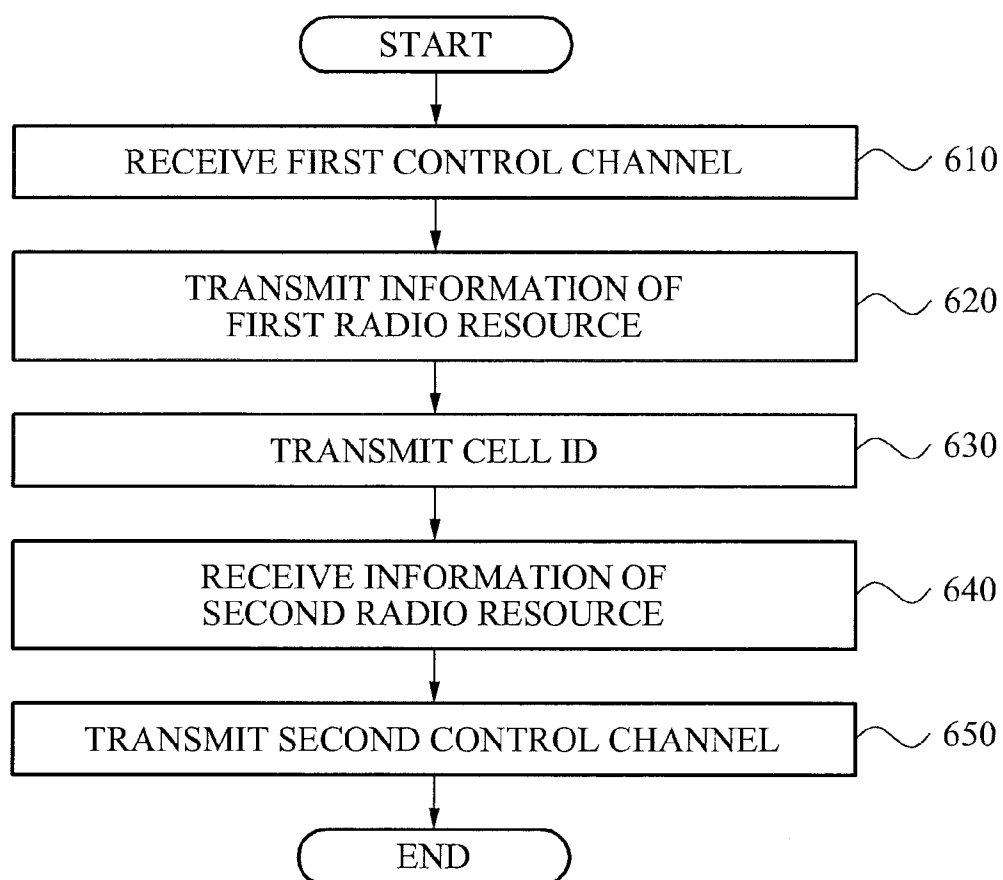 START
RECEIVE FIRST CONTROL CHANNEL
610
TRANSMIT INFORMATION OF
FIRST RADIO RESOURCE
620
TRANSMIT CELL ID
630
RECEIVE INFORMATION OF
SECOND RADIO RESOURCE
640
TRANSMIT SECOND CONTROL CHANNEL
650
END